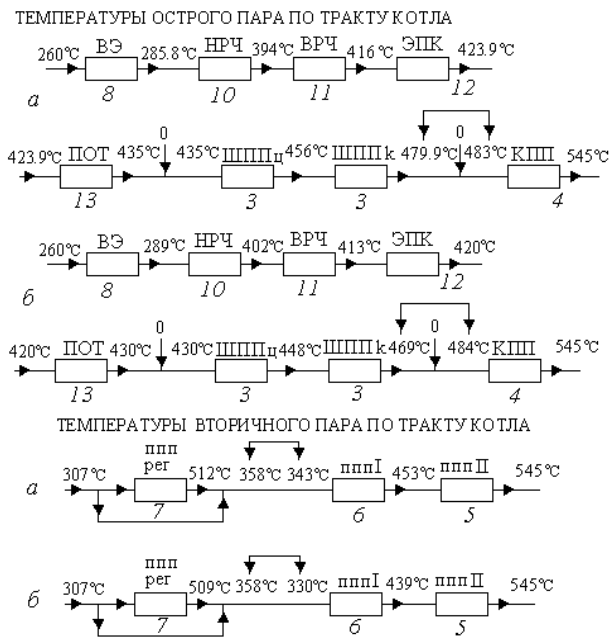 ТЕМПЕРАТУРЫ ОСТРОГО ПАРА ПО ТРАКТУ КОТЛА
ВЭ НРЧ ВРЧ ЭПК
260°C 285.8°C 394°C 416°C 423.9°C
а 8 10 11 12
0 0
ПОТ ШППц ШППк КПП
423.9°C 435°C 435°C 456°C 479.9°C 483°C 545°C
13 3 3 4
ВЭ НРЧ ВРЧ ЭПК
260°C 289°C 402°C 413°C 420°C
б 8 10 11 12
0 0
ПОТ ШППц ШППк КПП
420°C 430°C 430°C 448°C 469°C 484°C 545°C
13 3 3 4
ТЕМПЕРАТУРЫ ВТОРИЧНОГО ПАРА ПО ТРАКТУ КОТЛА
ппп
рег пппI пппII
а 307°C 512°C 358°C 343°C 453°C 545°C
7 6 5
ппп
рег пппI пппII
б 307°C 509°C 358°C 330°C 439°C 545°C
7 6 5